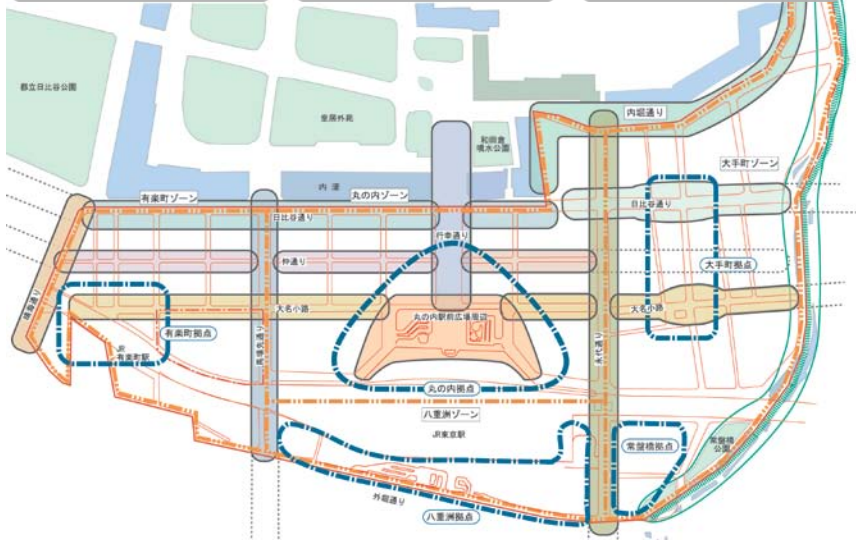 都立日比谷公園
皇居外苑
和田倉
噴水公園
内堀通り
大手町ゾーン
有楽町ゾーン
内濠
丸の内ゾーン
日比谷通り
日比谷通り
行幸通り
仲通り
大手町拠点
晴海通り
大名小路
丸の内駅前広場周辺
大名小路
有楽町拠点
JR
有楽町駅
馬場先通り
永代通り
丸の内拠点
八重洲ゾーン
JR東京駅
常盤橋拠点
常盤橋
公園
外堀通り
八重洲拠点